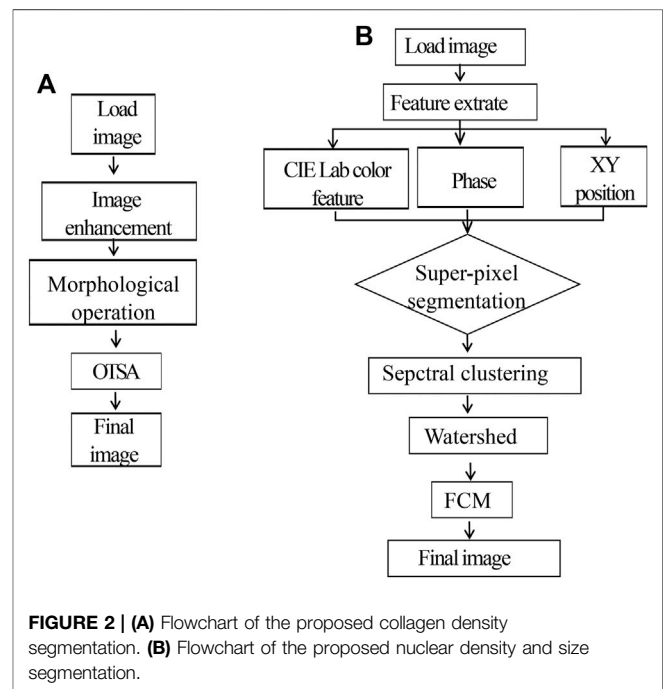 A
Load
image
Image
enhancement
Morphological
operation
OTSA
Final
image
B
Load image
Feature extrate
CIE Lab color
feature
Phase
XY
position
Super-pixel
segmentation
Sepctral clustering
Watershed
FCM
Final image
FIGURE 2 | (A) Flowchart of the proposed collagen density
segmentation. (B) Flowchart of the proposed nuclear density and size
segmentation.